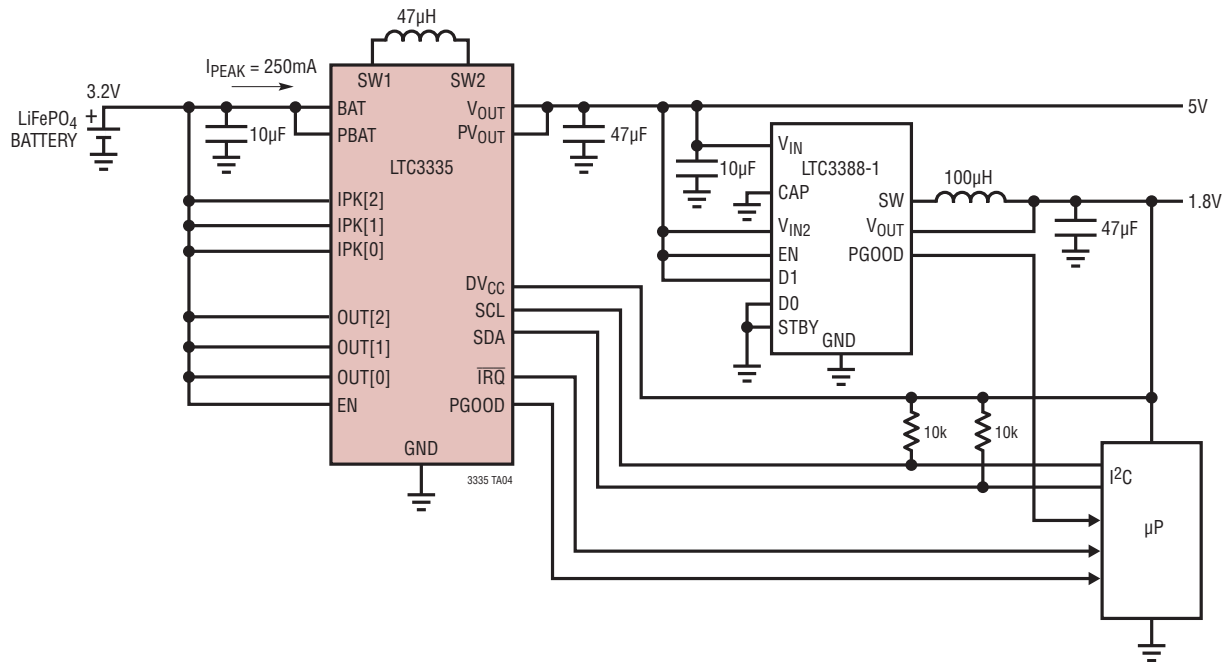 47µH
IPEAK = 250mA
SW1 SW2
3.2V
LiFePO4
BATTERY
+
BAT
PBAT
10µF
VOUT
PVOUT
47µF
5V
LTC3335
IPK[2]
IPK[1]
IPK[0]
OUT[2]
OUT[1]
OUT[0]
EN
DVCC
SCL
SDA
IRQ
PGOOD
GND
3335 TA04
10µF
VIN
LTC3388-1
CAP
VIN2
EN
D1
D0
STBY
GND
SW
VOUT
PGOOD
100µH
1.8V
47µF
10k
10k
I2C
µP